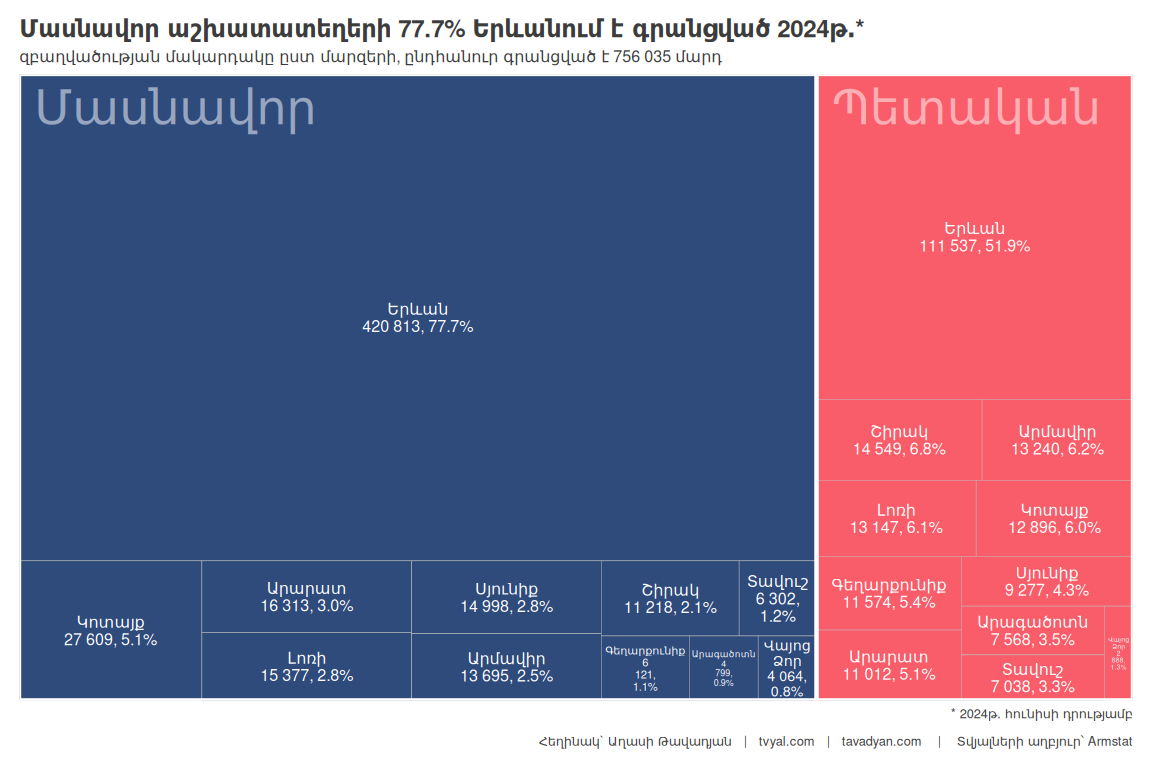 Մասնավոր աշխատատեղերի 77.7% Երևանում է գրանցված 2024թ.*
զբաղվածության մակարդակը ըստ մարզերի, ընդհանուր գրանցված է 756 035 մարդ
Մասնավոր
Երևան
420 813, 77.7%
Կոտայք
27 609, 5.1%
Արարատ
16 313, 3.0%
Լոռի
15 377, 2.8%
Սյունիք
14 998, 2.8%
Արմավիր
13 695, 2.5%
Շիրակ
11 218, 2.1%
Տավուշ
6 302,
1.2%
Գեղարքունիք
6
121,
1.1%
Արագածոտն
4
799,
0.9%
Վայոց
Ձոր
4 064,
0.8%
Պետական
Երևան
111 537, 51.9%
Շիրակ
14 549, 6.8%
Արմավիր
13 240, 6.2%
Լոռի
13 147, 6.1%
Կոտայք
12 896, 6.0%
Գեղարքունիք
11 574, 5.4%
Արարատ
11 012, 5.1%
Սյունիք
9 277, 4.3%
Արագածոտն
7 568, 3.5%
Տավուշ
7 038, 3.3%
Վայոց
Ձոր
2
888,
1.3%
* 2024թ. հունիսի դրությամբ
Հեղինակ՝ Աղասի Թավադյան | tvyal.com | tavadyan.com | Տվյալների աղբյուր՝ Armstat